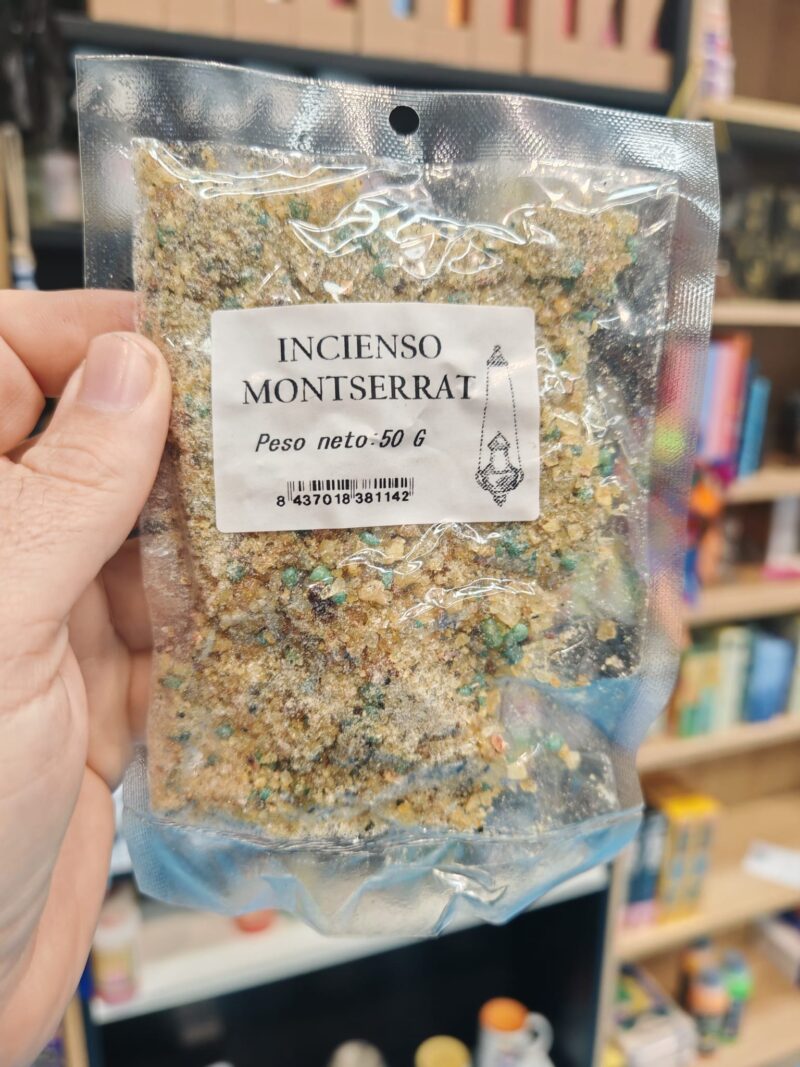 INCIENSO
MONTSERRAT
Peso neto:50 G
8 437018 381142